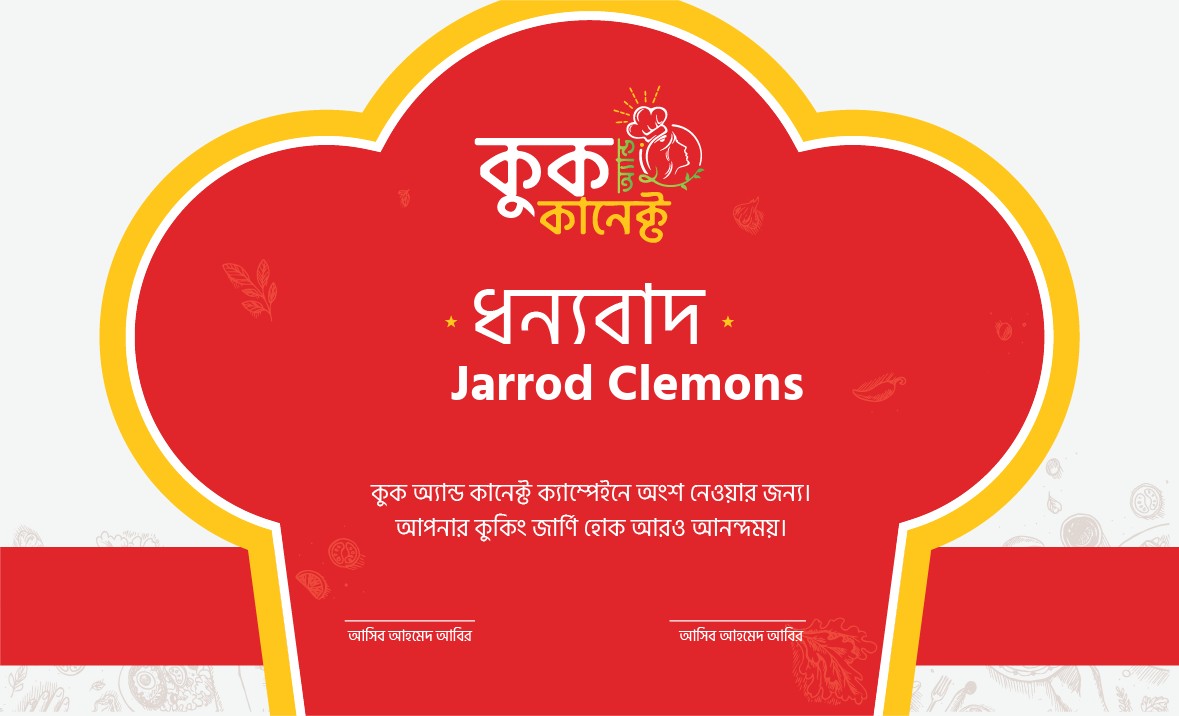 কুক অ্যান্ড
কানেক্ট
ধন্যবাদ
Jarrod Clemons
কুক অ্যান্ড কানেক্ট ক্যাম্পেইনে অংশ নেওয়ার জন্য।
আপনার কুকিং জার্ণি হোক আরও আনন্দময়।
আসিব আহমেদ আবির
আসিব আহমেদ আবির